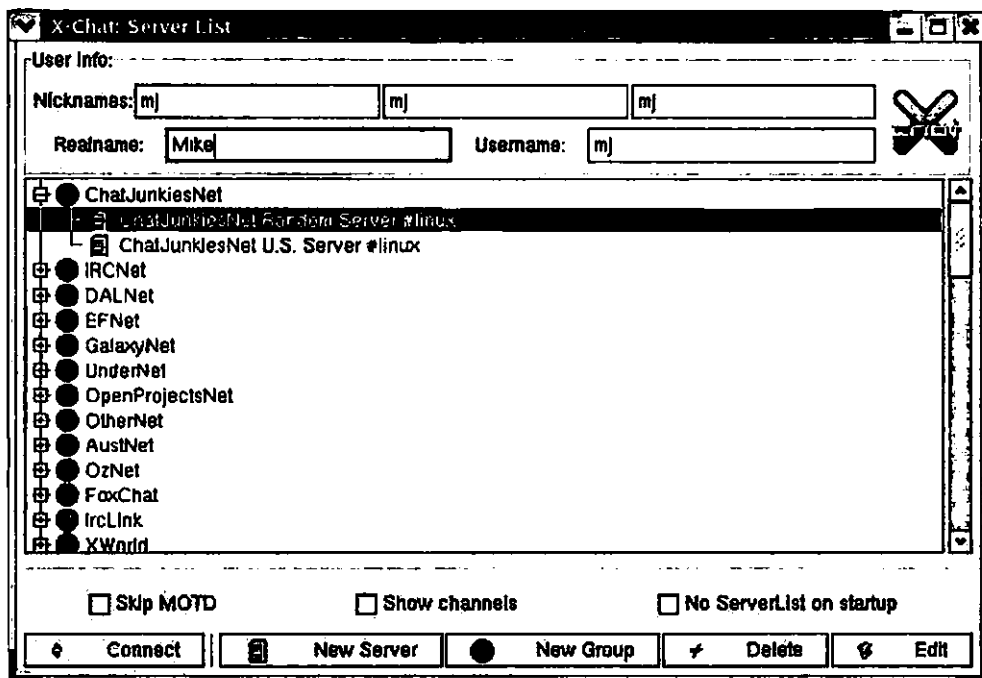 X-Chat: Server List
User Info:
Nicknames: mj mj mj
Realname: Mike Username: mj
ChatJunkiesNet
ChatJunkiesNet Random Server #linux
ChatJunkiesNet U.S. Server #linux
IRCNet
DALNet
EFNet
GalaxyNet
UnderNet
OpenProjectsNet
OtherNet
AustNet
OzNet
FoxChat
IrcLink
XWorld
Skip MOTD Show channels No ServerList on startup
Connect New Server New Group Delete Edit